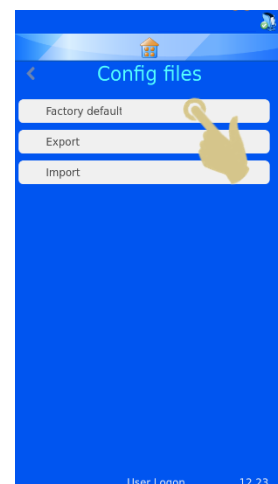 Config files
Factory default
Export
Import
User Logon 12 23